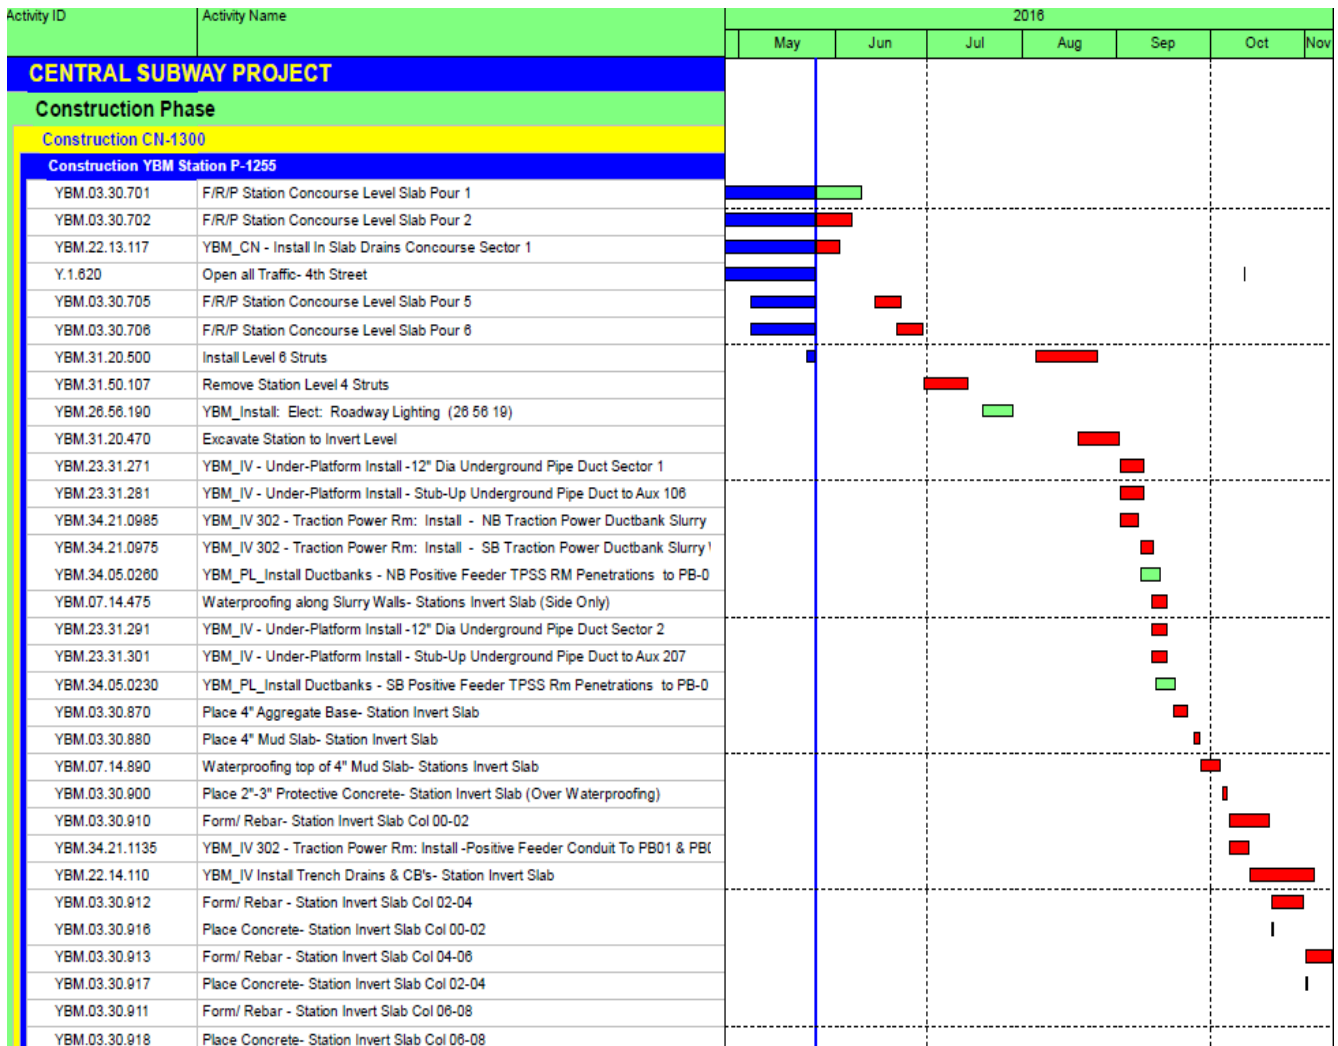 Activity ID Activity Name 2016
May Jun Jul Aug Sep Oct Nov
CENTRAL SUBWAY PROJECT
Construction Phase
Construction CN-1300
Construction YBM Station P-1255
YBM.03.30.701 F/R/P Station Concourse Level Slab Pour 1
YBM.03.30.702 F/R/P Station Concourse Level Slab Pour 2
YBM.22.13.117 YBM_CN - Install In Slab Drains Concourse Sector 1
Y.1.620 Open all Traffic- 4th Street
YBM.03.30.705 F/R/P Station Concourse Level Slab Pour 5
YBM.03.30.706 F/R/P Station Concourse Level Slab Pour 6
YBM.31.20.500 Install Level 6 Struts
YBM.31.50.107 Remove Station Level 4 Struts
YBM.26.56.190 YBM_Install: Elect: Roadway Lighting (26 56 19)
YBM.31.20.470 Excavate Station to Invert Level
YBM.23.31.271 YBM_IV - Under-Platform Install -12" Dia Underground Pipe Duct Sector 1
YBM.23.31.281 YBM_IV - Under-Platform Install - Stub-Up Underground Pipe Duct to Aux 106
YBM.34.21.0985 YBM_IV 302 - Traction Power Rm: Install - NB Traction Power Ductbank Slurry
YBM.34.21.0975 YBM_IV 302 - Traction Power Rm: Install - SB Traction Power Ductbank Slurry
YBM.34.05.0260 YBM_PL_Install Ductbanks - NB Positive Feeder TPSS RM Penetrations to PB-0
YBM.07.14.475 Waterproofing along Slurry Walls- Stations Invert Slab (Side Only)
YBM.23.31.291 YBM_IV - Under-Platform Install -12" Dia Underground Pipe Duct Sector 2
YBM.23.31.301 YBM_IV - Under-Platform Install - Stub-Up Underground Pipe Duct to Aux 207
YBM.34.05.0230 YBM_PL_Install Ductbanks - SB Positive Feeder TPSS Rm Penetrations to PB-0
YBM.03.30.870 Place 4" Aggregate Base- Station Invert Slab
YBM.03.30.880 Place 4" Mud Slab- Station Invert Slab
YBM.07.14.890 Waterproofing top of 4" Mud Slab- Stations Invert Slab
YBM.03.30.900 Place 2"-3" Protective Concrete- Station Invert Slab (Over Waterproofing)
YBM.03.30.910 Form/ Rebar- Station Invert Slab Col 00-02
YBM.34.21.1135 YBM_IV 302 - Traction Power Rm: Install -Positive Feeder Conduit To PB01 &
YBM.22.14.110 YBM_IV Install Trench Drains & CB's- Station Invert Slab
YBM.03.30.912 Form/ Rebar - Station Invert Slab Col 02-04
YBM.03.30.916 Place Concrete- Station Invert Slab Col 00-02
YBM.03.30.913 Form/ Rebar - Station Invert Slab Col 04-06
YBM.03.30.917 Place Concrete- Station Invert Slab Col 02-04
YBM.03.30.911 Form/ Rebar - Station Invert Slab Col 06-08
YBM.03.30.918 Place Concrete- Station Invert Slab Col 06-08